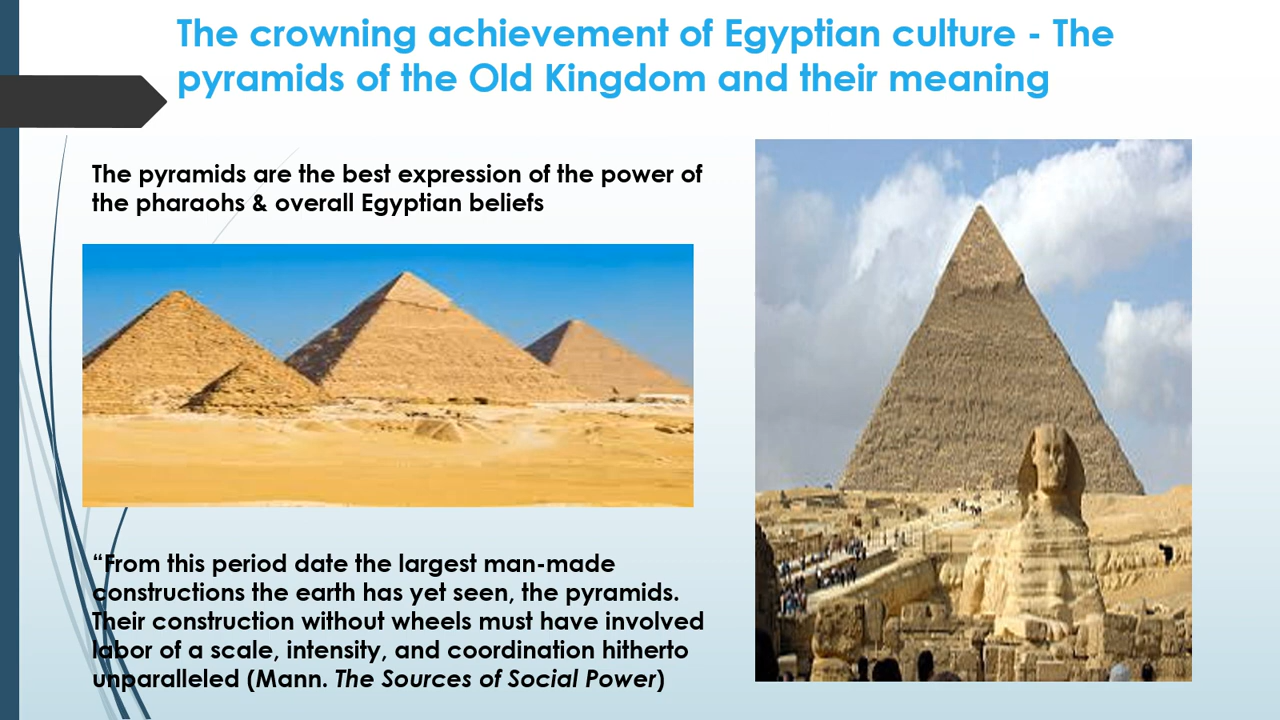 The crowning achievement of Egyptian culture - The
pyramids of the Old Kingdom and their meaning
The pyramids are the best expression of the power of
the pharaohs & overall Egyptian beliefs
“From this period date the largest man-made
constructions the earth has yet seen, the pyramids.
Their construction without wheels must have involved
labor of a scale, intensity, and coordination hitherto
unparalleled (Mann. The Sources of Social Power)